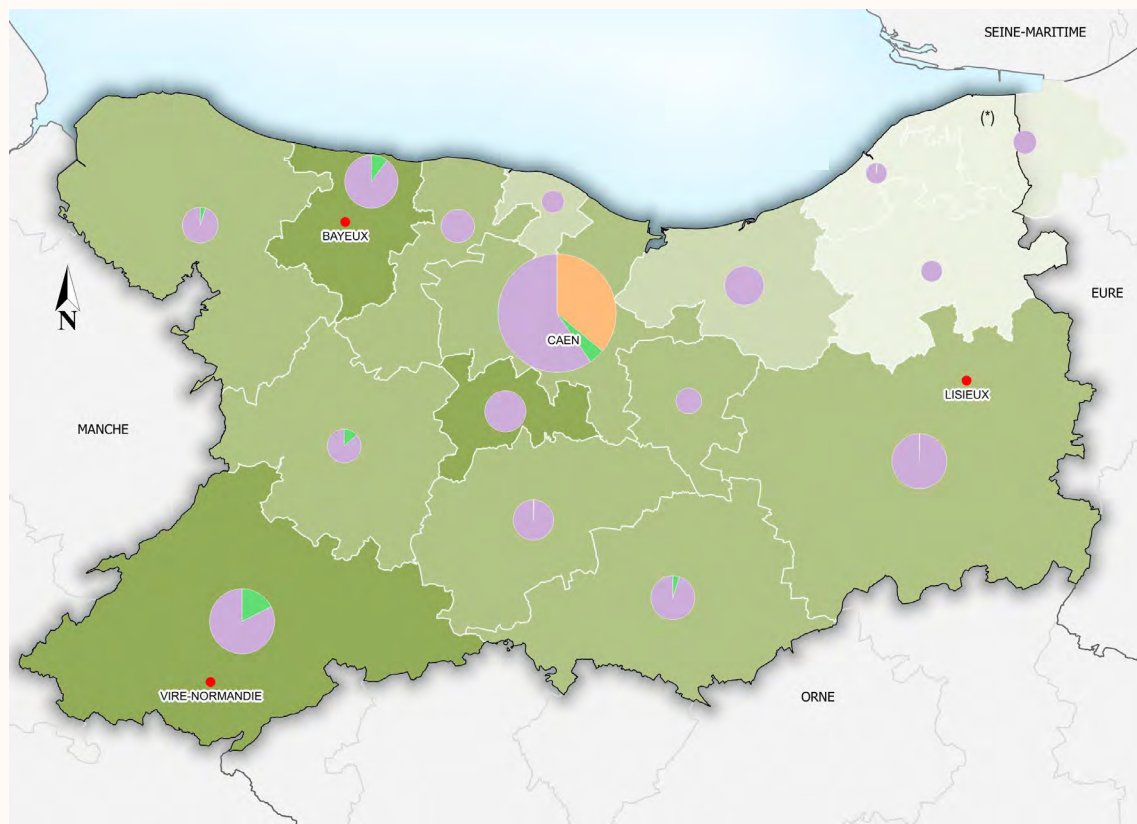 SEINE-MARITIME
(*)
BAYEUX
N
EURE
CAEN
LISIEUX
MANCHE
VIRE-NORMANDIE
ORNE